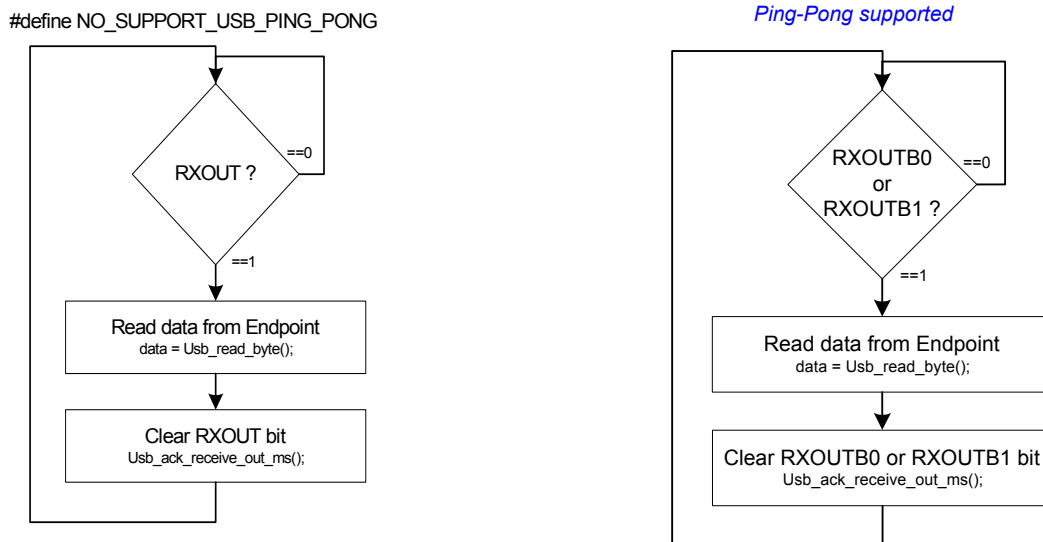 #define NO_SUPPORT_USB_PING_PONG
RXOUT ?
==0
==1
Read data from Endpoint
data = Usb_read_byte();
Clear RXOUT bit
Usb_ack_receive_out_ms();
Ping-Pong supported
RXOUTB0
or
RXOUTB1 ?
==0
==1
Read data from Endpoint
data = Usb_read_byte();
Clear RXOUTB0 or RXOUTB1 bit
Usb_ack_receive_out_ms();